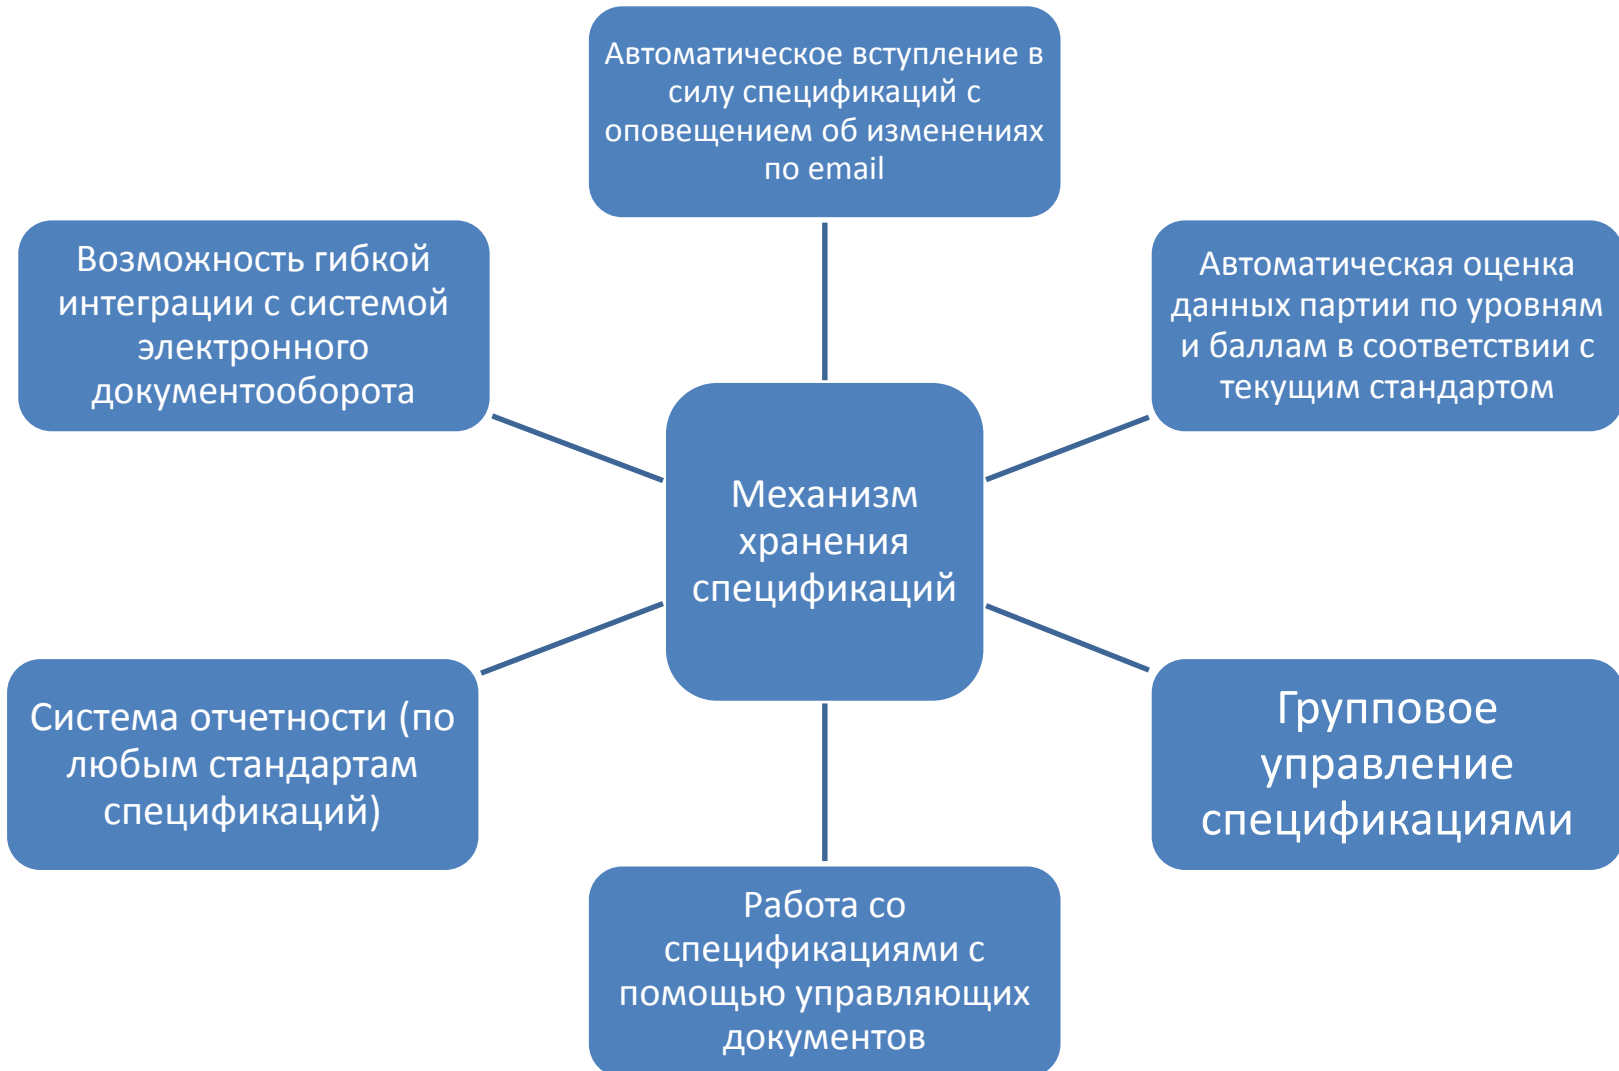 Автоматическое вступление в
силу спецификаций с
оповещением об изменениях
по email
Возможность гибкой
интеграции с системой
электронного
документооборота
Автоматическая оценка
данных партии по уровням
и баллам в соответствии с
текущим стандартом
Механизм
хранения
спецификаций
Система отчетности (по
любым стандартам
спецификаций)
Групповое
управление
спецификациями
Работа со
спецификациями с
помощью управляющих
документов